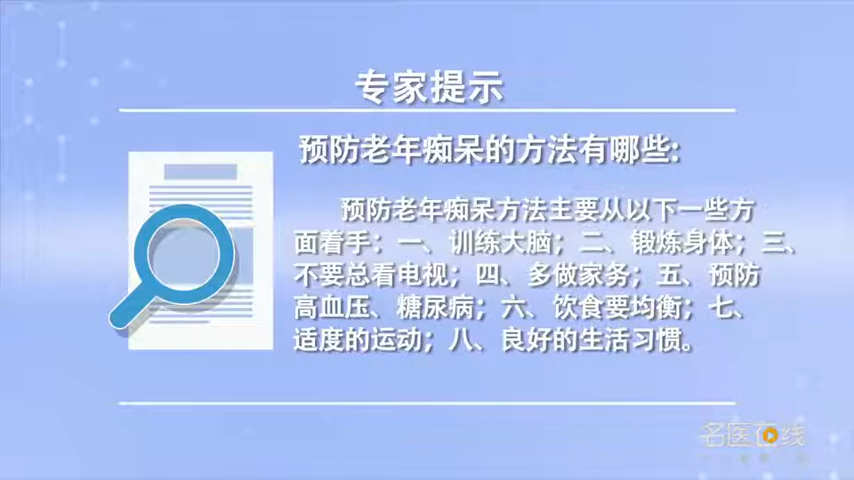 专家提示
预防老年痴呆的方法有哪些:
预防老年痴呆方法主要从以下一些方
面着手：一、训练大脑；二、锻炼身体；三、
不要总看电视；四、多做家务；五、预防
高血压、糖尿病；六、饮食要均衡；七、
适度的运动；八、良好的生活习惯。
名医在线